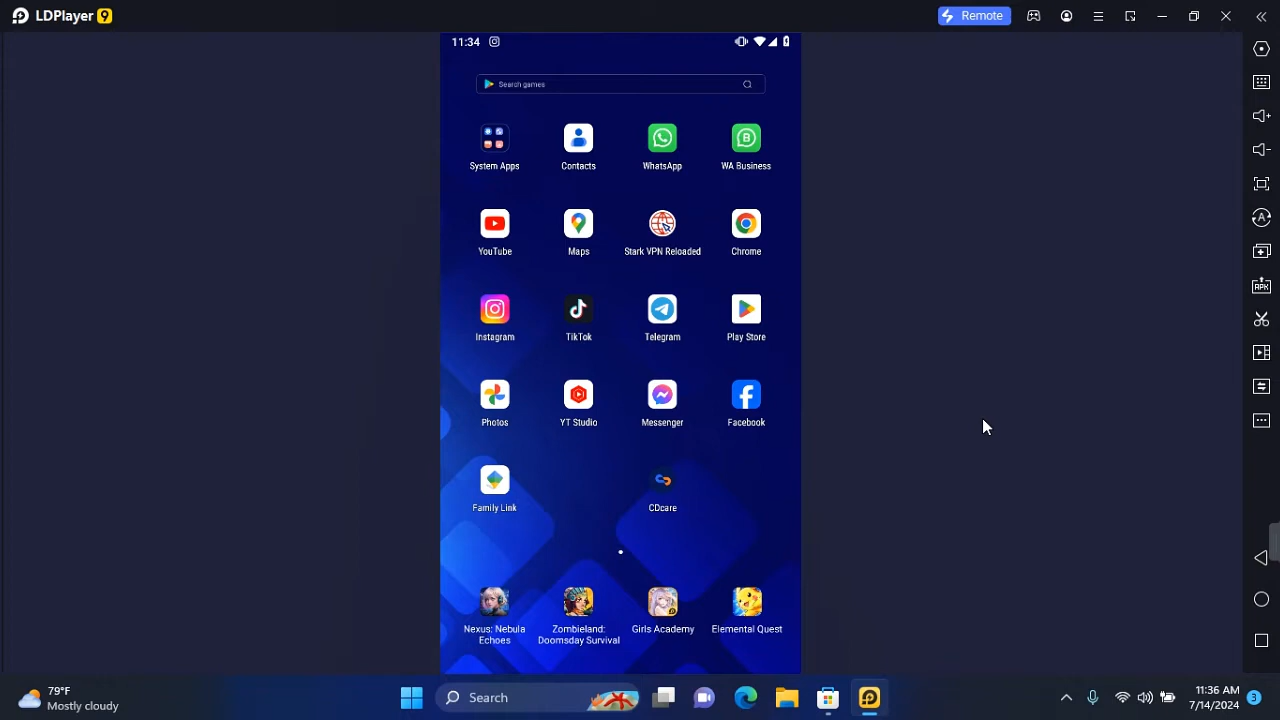 LDPlayer 9
Remote
11:34
Search games
System Apps
Contacts
WhatsApp
WA Business
YouTube
Maps
Stark VPN Reloaded
Chrome
Instagram
TikTok
Telegram
Play Store
Photos
YT Studio
Messenger
Facebook
Family Link
CDcare
Nexus: Nebula
Echoes
Zombieland:
Doomsday Survival
Girls Academy
Elemental Quest
79°F
Mostly cloudy
Search
11:36 AM
7/14/2024
3